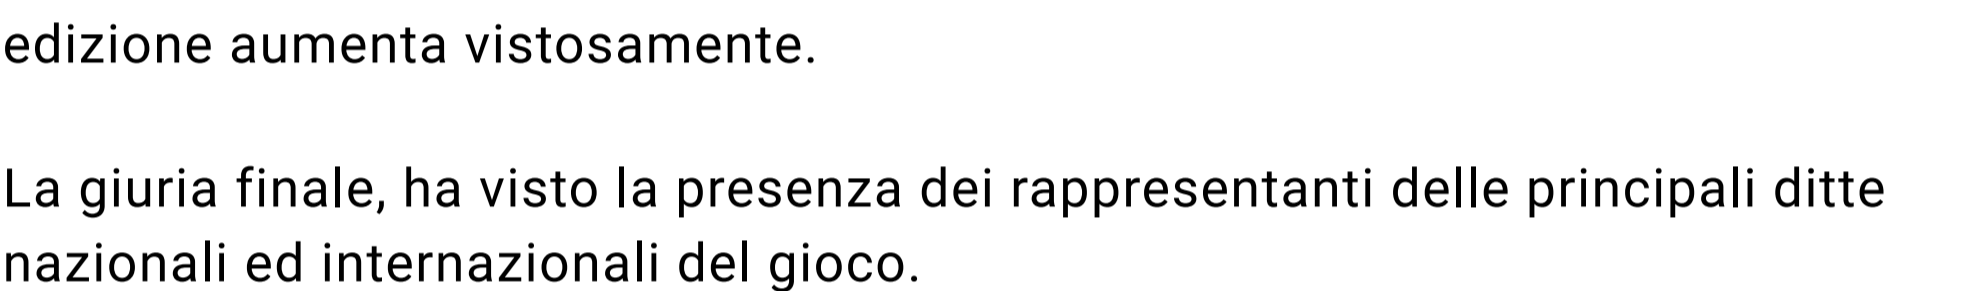 edizione aumenta vistosamente.
La giuria finale, ha visto la presenza dei rappresentanti delle principali ditte
nazionali ed internazionali del gioco.